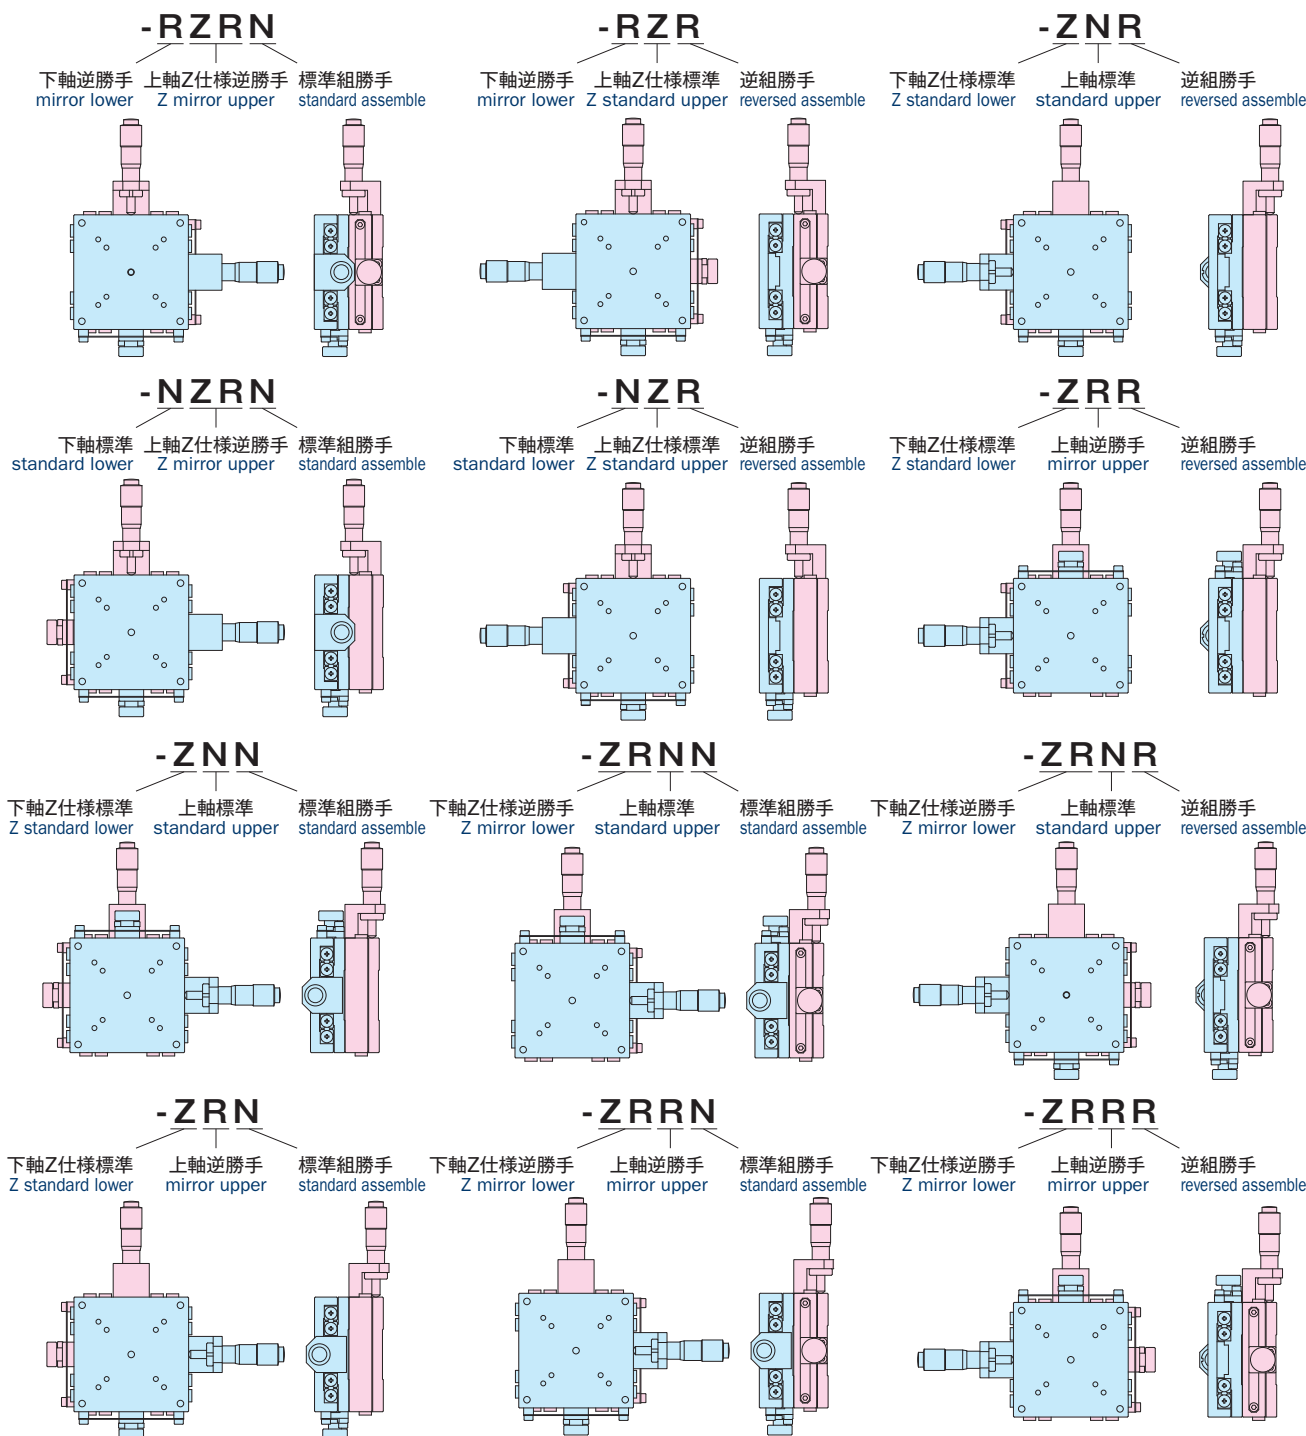 -RZRN
下軸逆勝手 上軸Z仕様逆勝手 標準組勝手
mirror lower Z mirror upper standard assemble
-RZR
下軸逆勝手 上軸Z仕様標準 逆組勝手
mirror lower Z standard upper reversed assemble
-ZNR
下軸Z仕様標準 上軸標準 逆組勝手
Z standard lower standard upper reversed assemble
-NZRN
下軸標準 上軸Z仕様逆勝手 標準組勝手
standard lower Z mirror upper standard assemble
-NZR
下軸標準 上軸Z仕様標準 逆組勝手
standard lower Z standard upper reversed assemble
-ZRR
下軸Z仕様標準 上軸逆勝手 逆組勝手
Z standard lower mirror upper reversed assemble
-ZNN
下軸Z仕様標準 上軸標準 標準組勝手
Z standard lower standard upper standard assemble
-ZRNN
下軸Z仕様逆勝手 上軸標準 標準組勝手
Z mirror lower standard upper standard assemble
-ZRNR
下軸Z仕様逆勝手 上軸標準 逆組勝手
Z mirror lower standard upper reversed assemble
-ZRN
下軸Z仕様標準 上軸逆勝手 標準組勝手
Z standard lower mirror upper standard assemble
-ZRRN
下軸Z仕様逆勝手 上軸逆勝手 標準組勝手
Z mirror lower mirror upper standard assemble
-ZRRR
下軸Z仕様逆勝手 上軸逆勝手 逆組勝手
Z mirror lower mirror upper reversed assemble